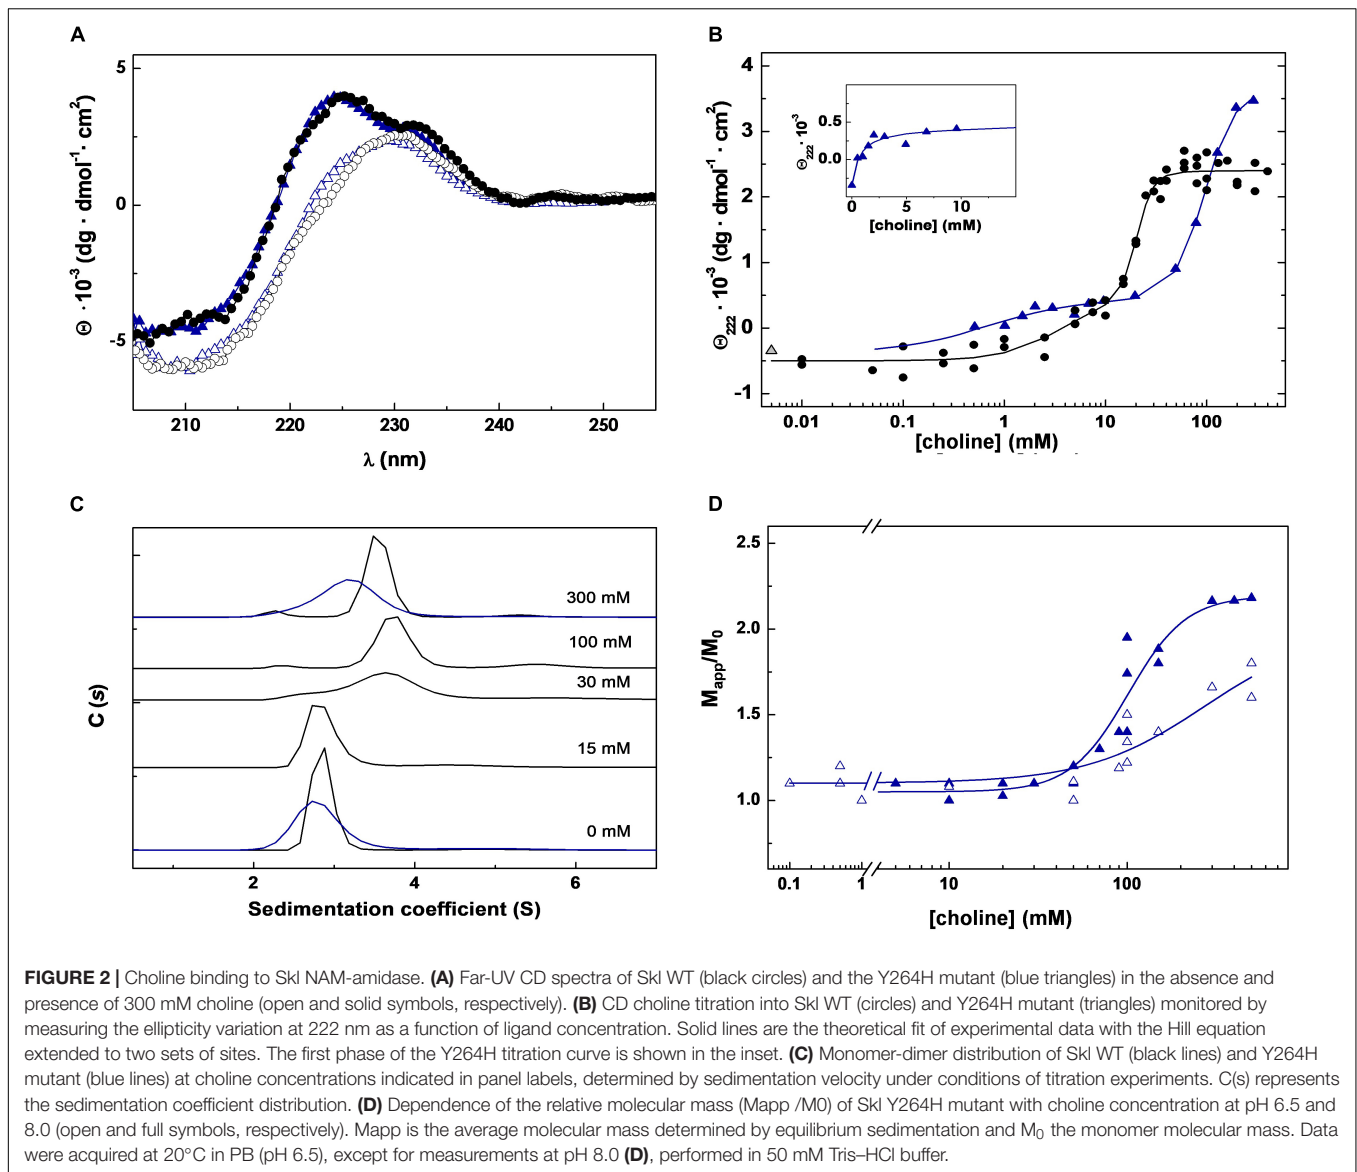 A
5
0
-5
Θ · 10⁻³ (dg · dmol⁻¹ · cm²)
210 220 230 240 250
λ (nm)
B
4
3
2
1
0
-1
Θ₂₂₂ · 10⁻³ (dg · dmol⁻¹ · cm²)
0.5
0.0
Θ₂₂₂ · 10⁻³
0 5 10
[choline] (mM)
0.01 0.1 1 10 100
[choline] (mM)
C
300 mM
100 mM
30 mM
15 mM
0 mM
C (s)
2 4 6
Sedimentation coefficient (S)
D
2.5
2.0
1.5
1.0
Mapp/M₀
0.1 1 10 100
[choline] (mM)
FIGURE 2 | Choline binding to Skl NAM-amidase. (A) Far-UV CD spectra of Skl WT (black circles) and the Y264H mutant (blue triangles) in the absence and
presence of 300 mM choline (open and solid symbols, respectively). (B) CD choline titration into Skl WT (circles) and Y264H mutant (triangles) monitored by
measuring the ellipticity variation at 222 nm as a function of ligand concentration. Solid lines are the theoretical fit of experimental data with the Hill equation
extended to two sets of sites. The first phase of the Y264H titration curve is shown in the inset. (C) Monomer-dimer distribution of Skl WT (black lines) and Y264H
mutant (blue lines) at choline concentrations indicated in panel labels, determined by sedimentation velocity under conditions of titration experiments. C(s) represents
the sedimentation coefficient distribution. (D) Dependence of the relative molecular mass (Mapp /M0) of Skl Y264H mutant with choline concentration at pH 6.5 and
8.0 (open and full symbols, respectively). Mapp is the average molecular mass determined by equilibrium sedimentation and M₀ the monomer molecular mass. Data
were acquired at 20°C in PB (pH 6.5), except for measurements at pH 8.0 (D), performed in 50 mM Tris–HCl buffer.